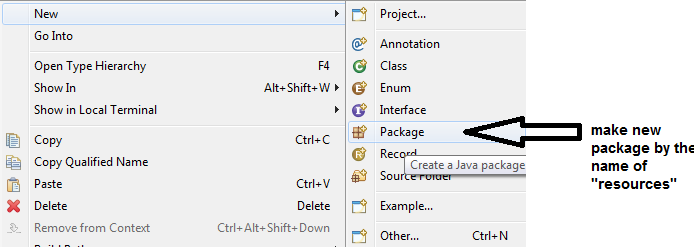 New
Go Into
Open Type Hierarchy F4
Show In Alt+Shift+W
Show in Local Terminal
Copy Ctrl+C
Copy Qualified Name
Paste Ctrl+V
Delete Delete
Remove from Context Ctrl+Alt+Shift+Down
Build Path
Project...
Annotation
Class
Enum
Interface
Package
Record
Create a Java package
Source Folder
Example...
Other... Ctrl+N
make new
package by the
name of
"resources"